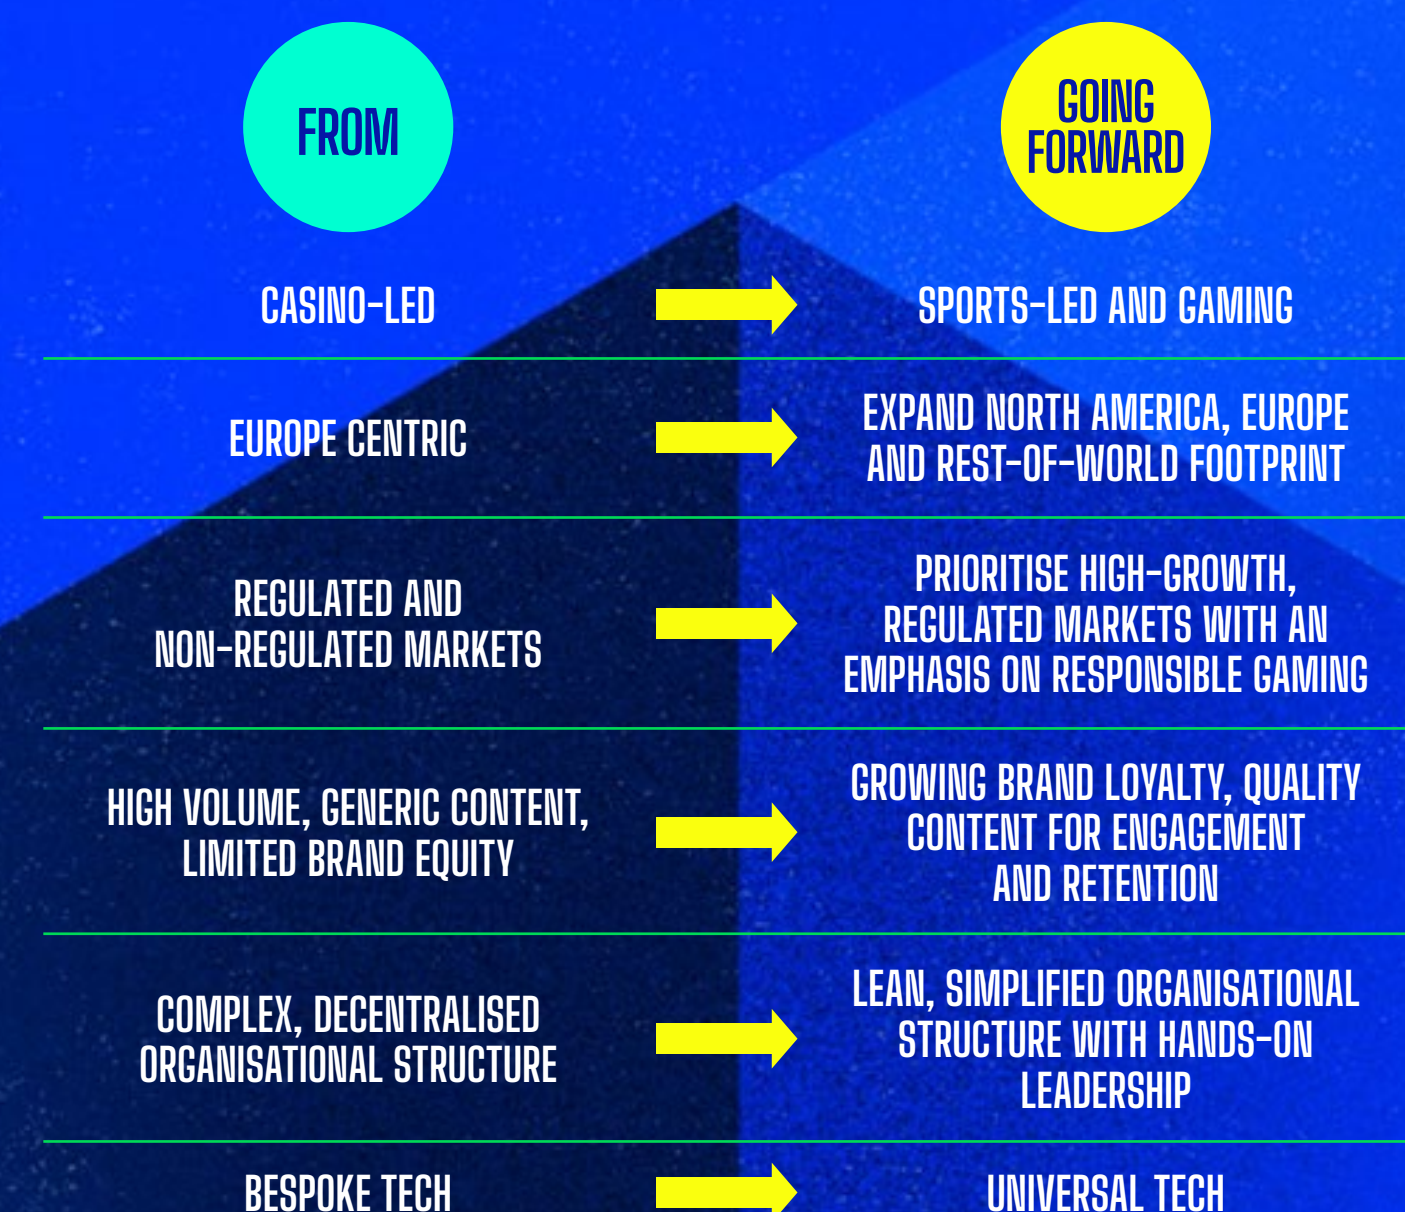 FROM
GOING
FORWARD
CASINO-LED
SPORTS-LED AND GAMING
EUROPE CENTRIC
EXPAND NORTH AMERICA, EUROPE
AND REST-OF-WORLD FOOTPRINT
REGULATED AND
NON-REGULATED MARKETS
PRIORITISE HIGH-GROWTH,
REGULATED MARKETS WITH AN
EMPHASIS ON RESPONSIBLE GAMING
HIGH VOLUME, GENERIC CONTENT,
LIMITED BRAND EQUITY
GROWING BRAND LOYALTY, QUALITY
CONTENT FOR ENGAGEMENT
AND RETENTION
COMPLEX, DECENTRALISED
ORGANISATIONAL STRUCTURE
LEAN, SIMPLIFIED ORGANISATIONAL
STRUCTURE WITH HANDS-ON
LEADERSHIP
BESPOKE TECH
UNIVERSAL TECH